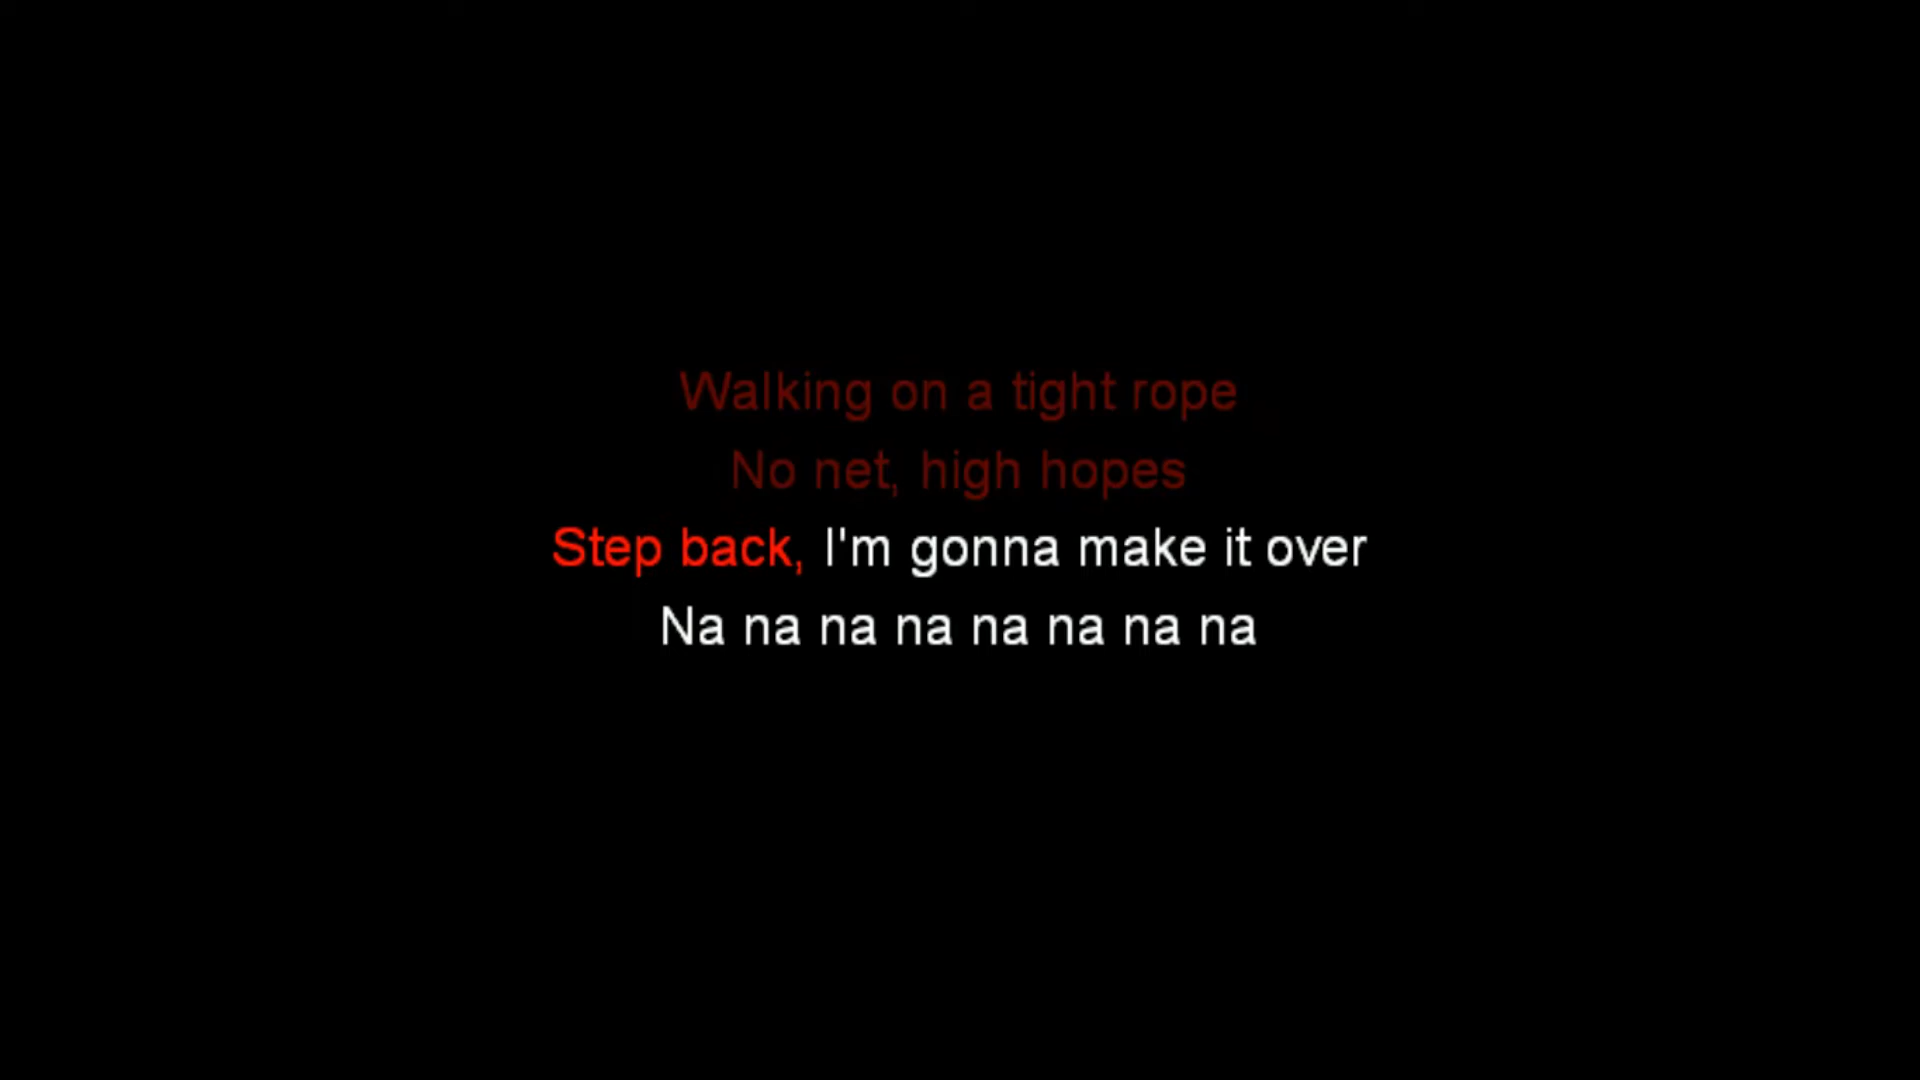 Walking on a tight rope
No net, high hopes
Step back, I'm gonna make it over
Na na na na na na na na